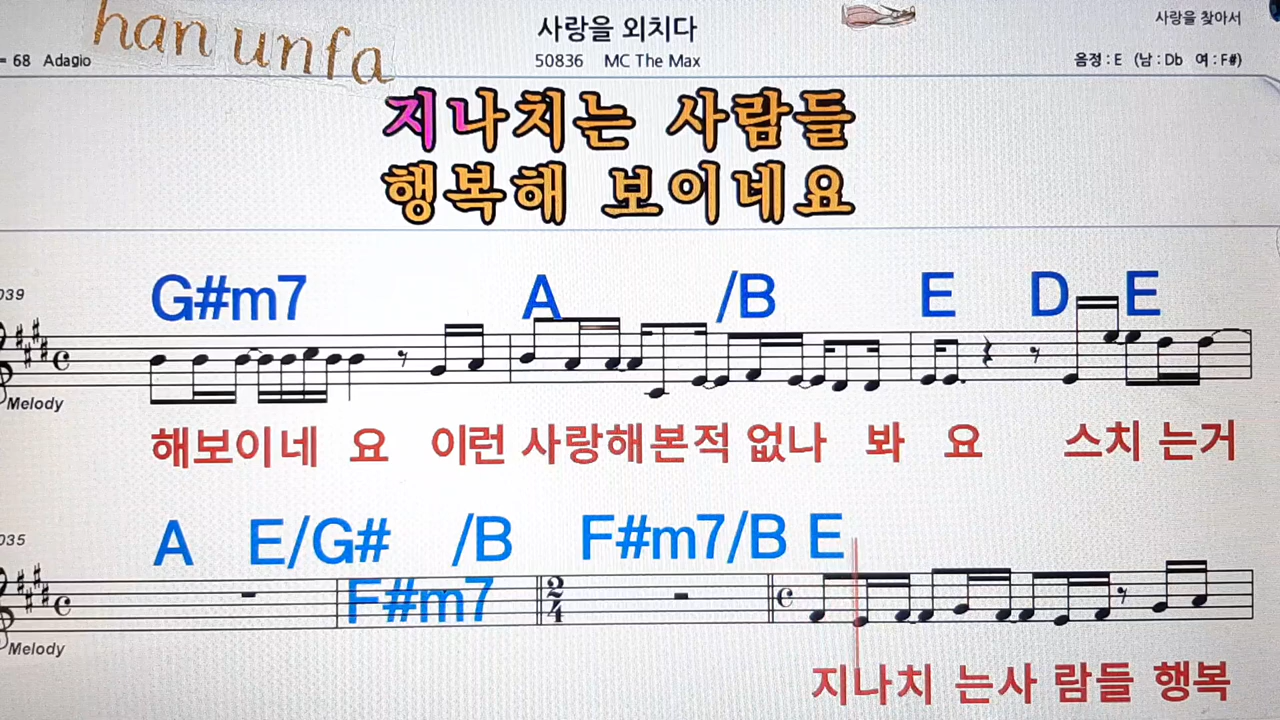 han unfa
사랑을 외치다
사랑을 찾아서
= 68 Adagio
50836 MC The Max
음정 : E (남 : Db 여 : F#)
지나치는 사람들
행복해 보이네요
039
G#m7 A /B E D E
Melody
해보이네 요 이런 사랑해본적 없나 봐 요 스치 는거
035
A E/G# /B F#m7/B E
F#m7
2
4
Melody
지나치 는사 람들 행복